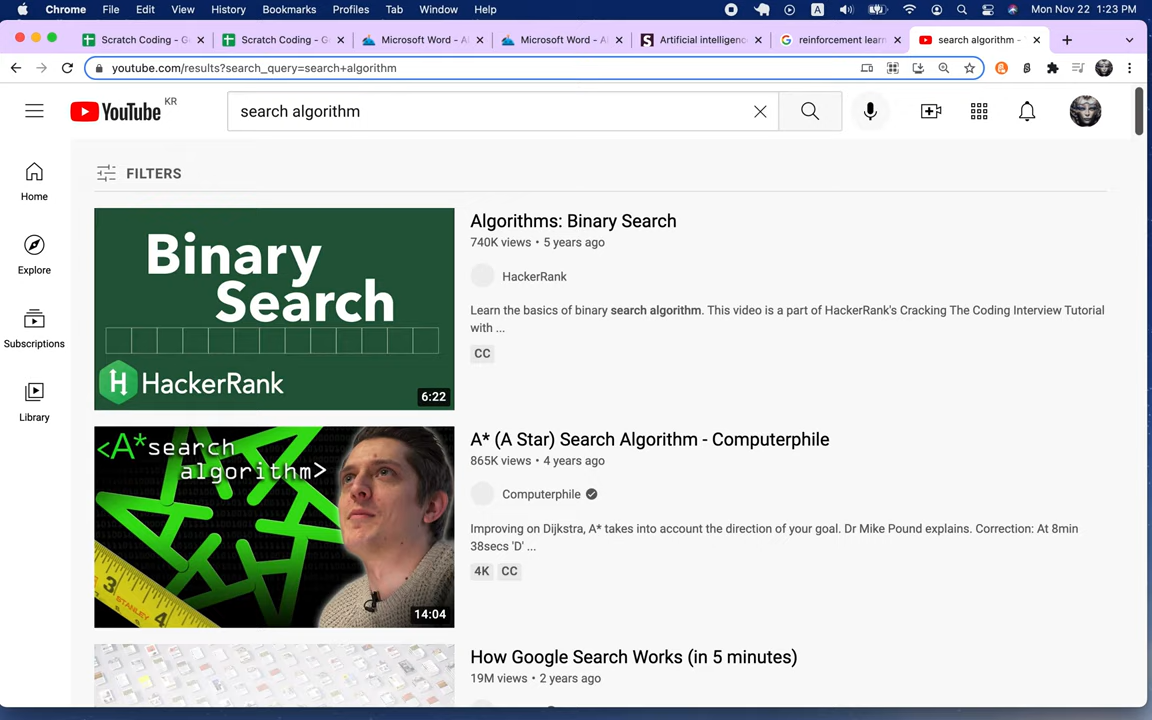 Chrome File Edit View History Bookmarks Profiles Tab Window Help A Mon Nov 22 1:23 PM
Scratch Coding - G Scratch Coding - G Microsoft Word - Al Microsoft Word - Al Artificial intelligenc reinforcement learn search algorithm -
youtube.com/results?search_query=search+algorithm
YouTube KR
search algorithm
FILTERS
Home
Explore
Subscriptions
Library
Binary
Search
H HackerRank
6:22
Algorithms: Binary Search
740K views • 5 years ago
HackerRank
Learn the basics of binary search algorithm. This video is a part of HackerRank's Cracking The Coding Interview Tutorial
with ...
CC
<A*search
algorithm>
3
STANLEY
4
14:04
A* (A Star) Search Algorithm - Computerphile
865K views • 4 years ago
Computerphile
Improving on Dijkstra, A* takes into account the direction of your goal. Dr Mike Pound explains. Correction: At 8min
38secs 'D' ...
4K CC
How Google Search Works (in 5 minutes)
19M views • 2 years ago